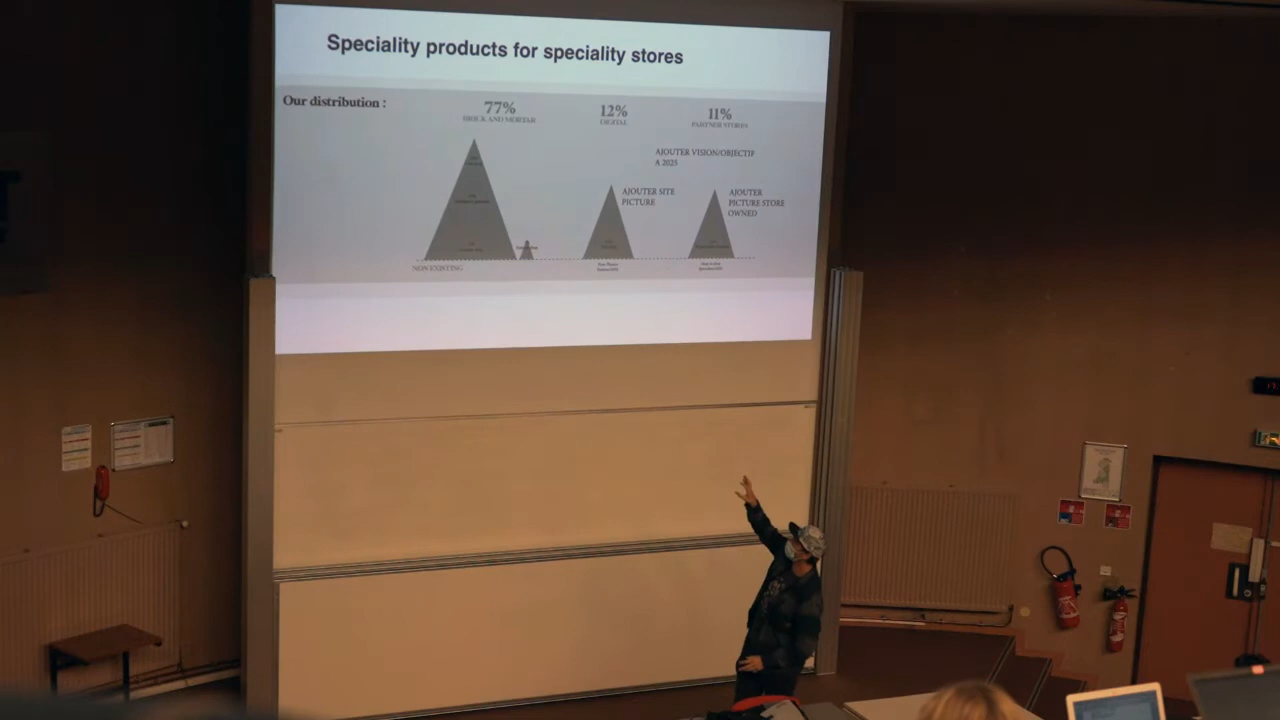 Speciality products for speciality stores
Our distribution :
77%
BRICK AND MORTAR
12%
DIGITAL
11%
PARTNER STORES
AJOUTER VISION/OBJECTIF
A 2025
AJOUTER SITE
PICTURE
AJOUTER
PICTURE STORE
OWNED
NON EXISTING